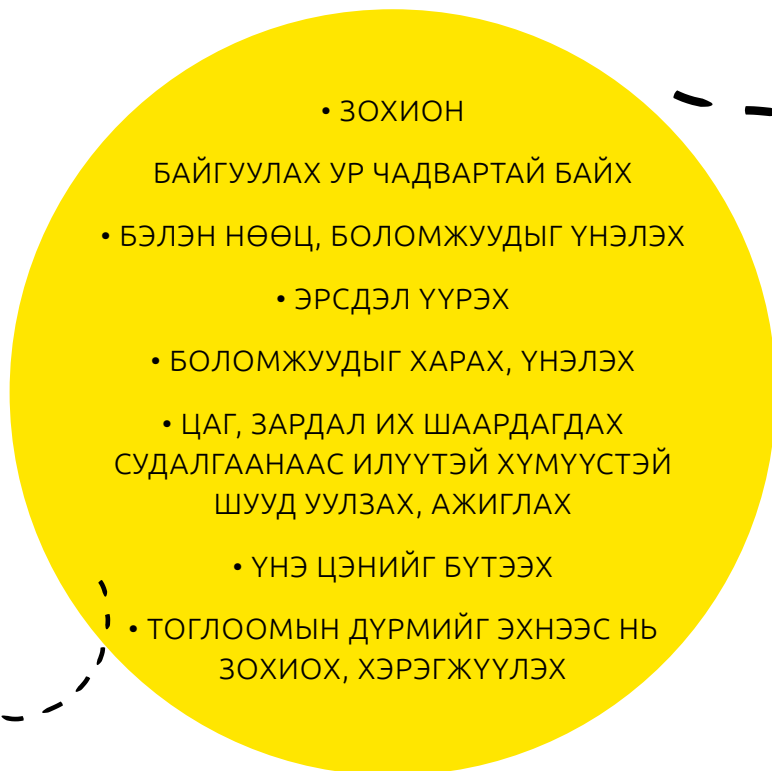 • ЗОХИОН
БАЙГУУЛАХ УР ЧАДВАРТАЙ БАЙХ
• БЭЛЭН НӨӨЦ, БОЛОМЖУУДЫГ ҮНЭЛЭХ
• ЭРСДЭЛ ҮҮРЭХ
• БОЛОМЖУУДЫГ ХАРАХ, ҮНЭЛЭХ
• ЦАГ, ЗАРДАЛ ИХ ШААРДАГДАХ
СУДАЛГААНААС ИЛҮҮТЭЙ ХҮМҮҮСТЭЙ
ШУУД УУЛЗАХ, АЖИГЛАХ
• ҮНЭ ЦЭНИЙГ БҮТЭЭХ
• ТОГЛООМЫН ДҮРМИЙГ ЭХНЭЭС НЬ
ЗОХИОХ, ХЭРЭГЖҮҮЛЭХ